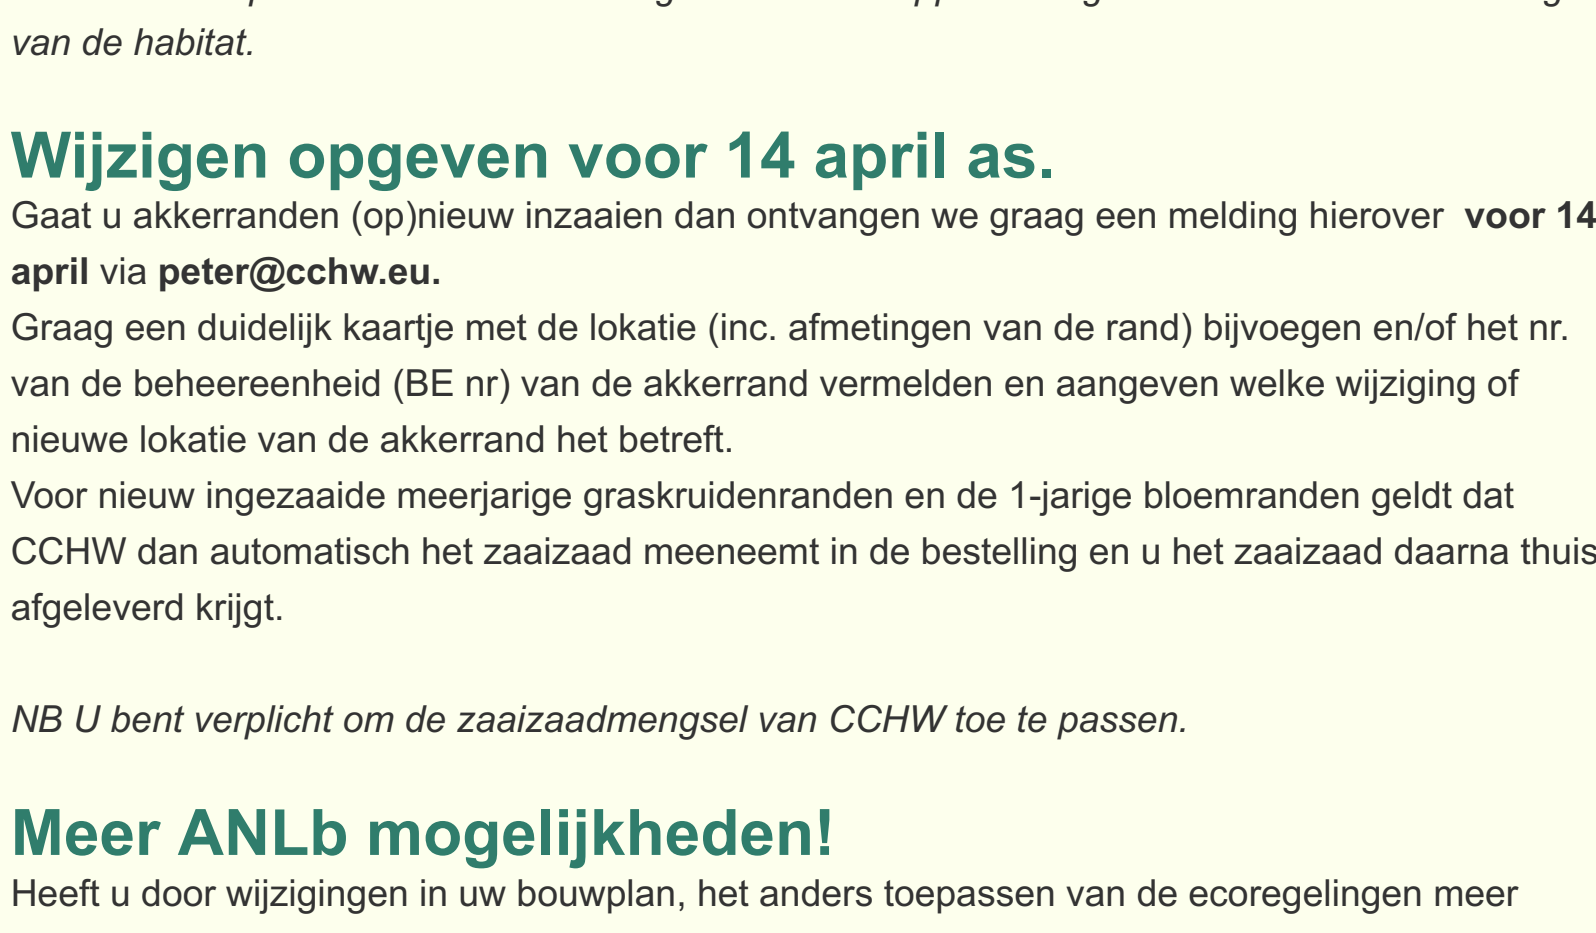 van de habitat.
Wijzigen opgeven voor 14 april as.
Gaat u akkerranden (op)nieuw inzaaien dan ontvangen we graag een melding hierover  voor 14
april via peter@cchw.eu.
Graag een duidelijk kaartje met de lokatie (inc. afmetingen van de rand) bijvoegen en/of het nr.
van de beheereenheid (BE nr) van de akkerrand vermelden en aangeven welke wijziging of
nieuwe lokatie van de akkerrand het betreft.
Voor nieuw ingezaaide meerjarige graskruidenranden en de 1-jarige bloemranden geldt dat
CCHW dan automatisch het zaaizaad meeneemt in de bestelling en u het zaaizaad daarna thuis
afgeleverd krijgt.
NB U bent verplicht om de zaaizaadmengsel van CCHW toe te passen.
Meer ANLb mogelijkheden!
Heeft u door wijzigingen in uw bouwplan, het anders toepassen van de ecoregelingen meer